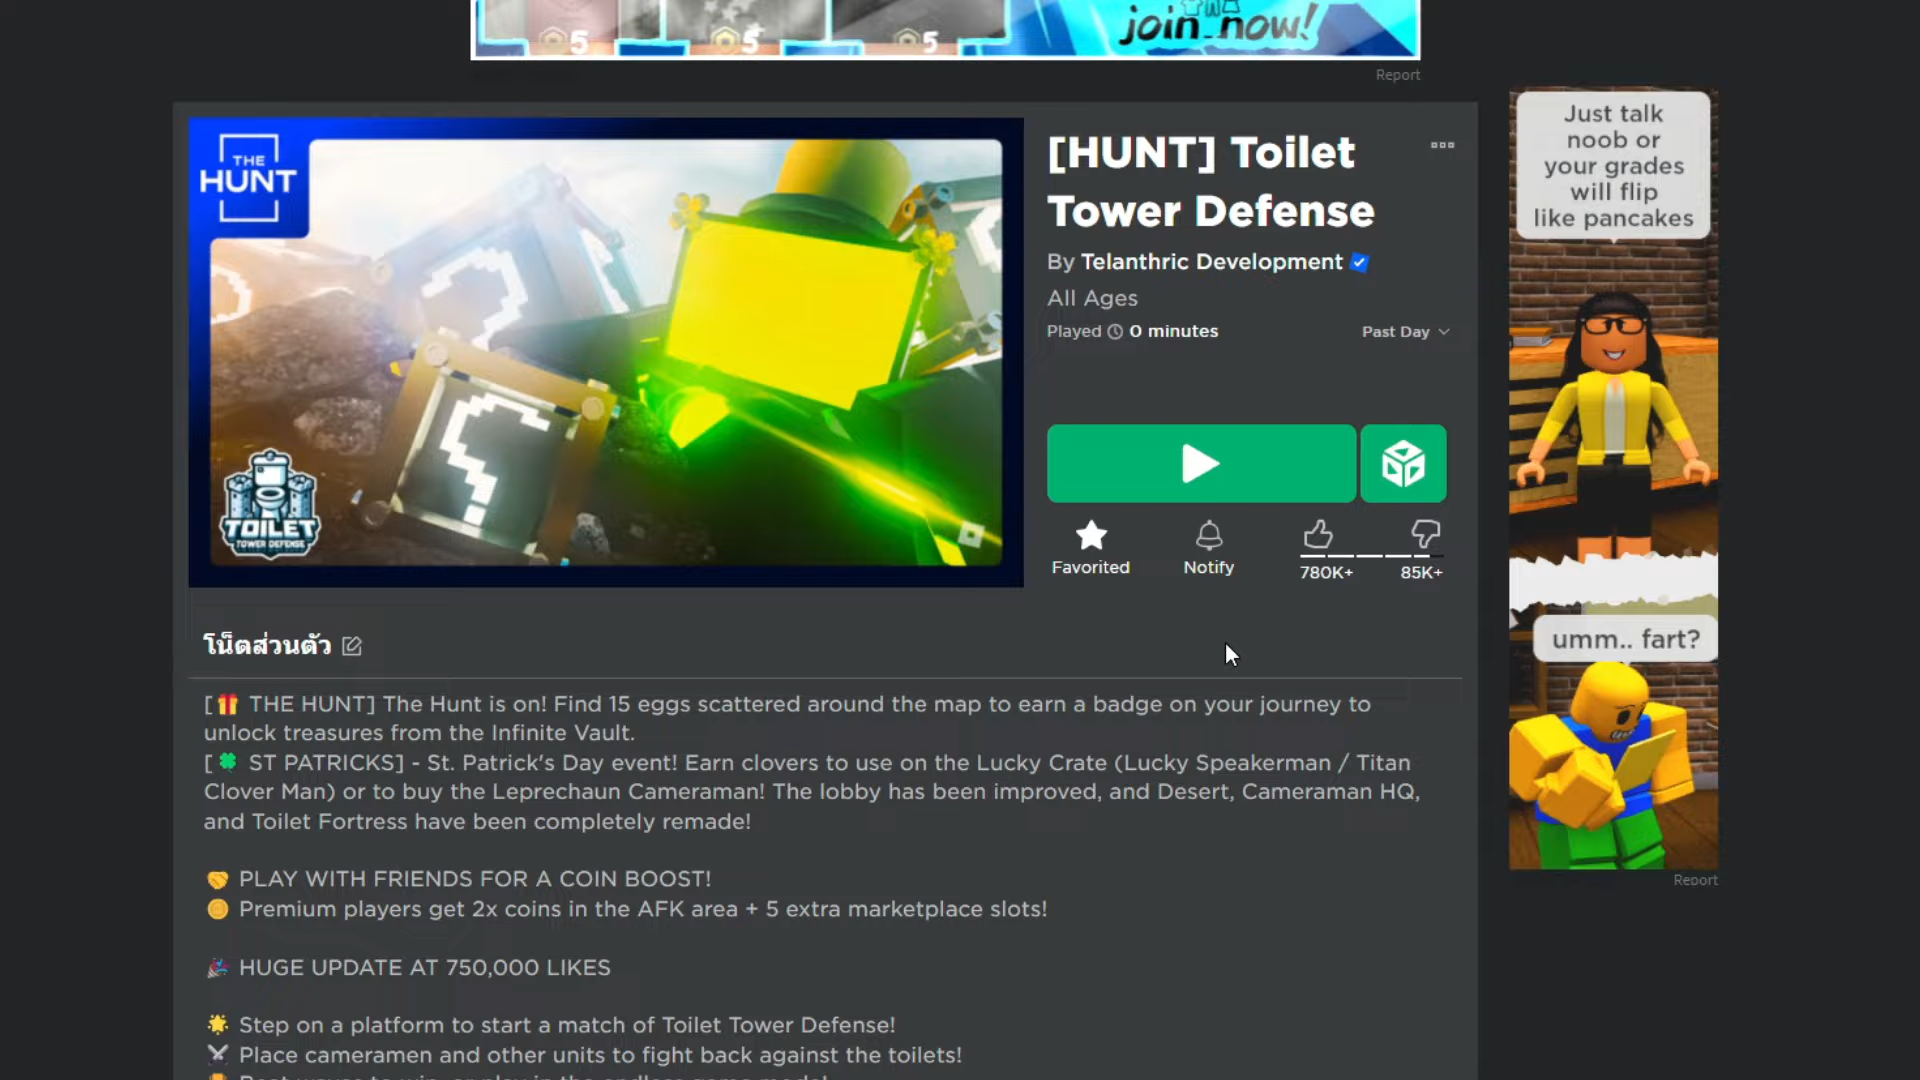 5
5
5
join now!
Report
THE
HUNT
TOILET
TOWER DEFENSE
[HUNT] Toilet
Tower Defense
By Telanthric Development
All Ages
Played 0 minutes
Past Day
Favorited
Notify
780K+
85K+
Just talk
noob or
your grades
will flip
like pancakes
umm.. fart?
Report
โน็ตส่วนตัว
[🎁 THE HUNT] The Hunt is on! Find 15 eggs scattered around the map to earn a badge on your journey to
unlock treasures from the Infinite Vault.
[🍀 ST PATRICKS] - St. Patrick's Day event! Earn clovers to use on the Lucky Crate (Lucky Speakerman / Titan
Clover Man) or to buy the Leprechaun Cameraman! The lobby has been improved, and Desert, Cameraman HQ,
and Toilet Fortress have been completely remade!
🤝 PLAY WITH FRIENDS FOR A COIN BOOST!
🪙 Premium players get 2x coins in the AFK area + 5 extra marketplace slots!
🎉 HUGE UPDATE AT 750,000 LIKES
🌟 Step on a platform to start a match of Toilet Tower Defense!
⚔️ Place cameramen and other units to fight back against the toilets!